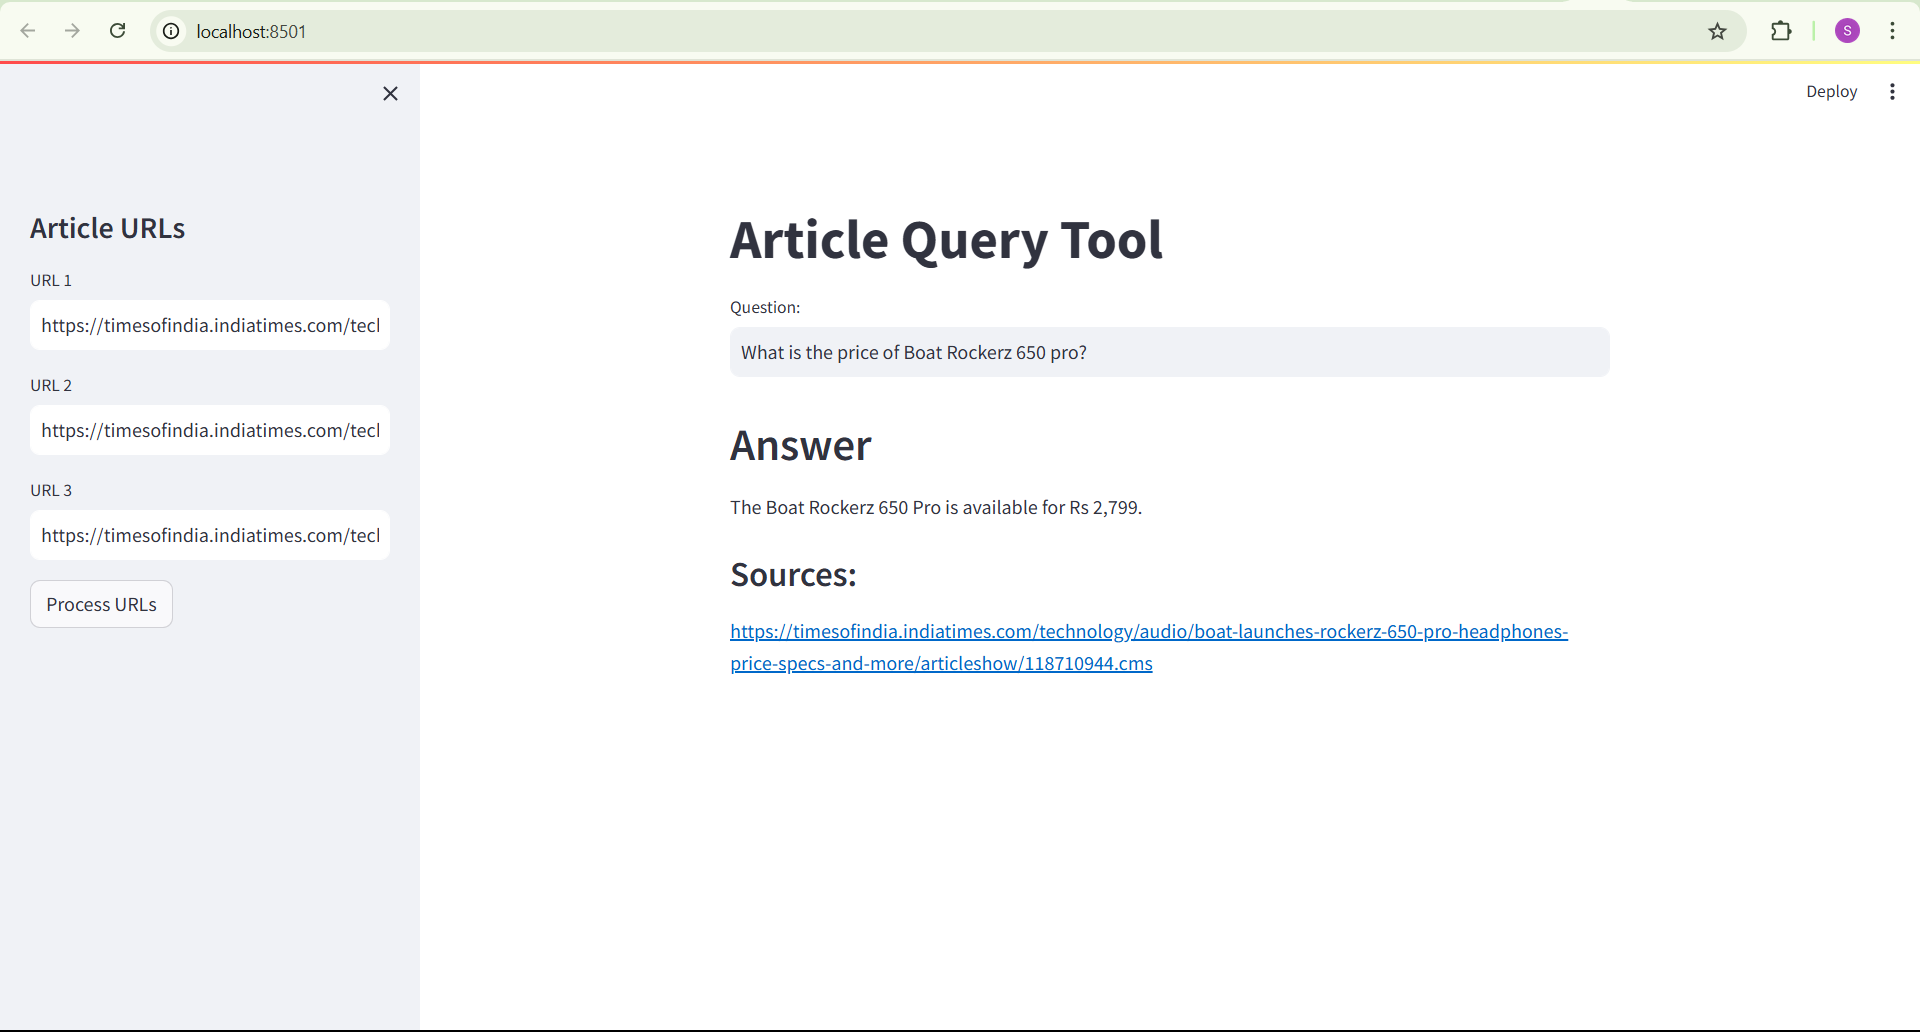 localhost:8501
S
Deploy
Article URLs
URL 1
https://timesofindia.indiatimes.com/tecl
URL 2
https://timesofindia.indiatimes.com/tecl
URL 3
https://timesofindia.indiatimes.com/tecl
Process URLs
Article Query Tool
Question:
What is the price of Boat Rockerz 650 pro?
Answer
The Boat Rockerz 650 Pro is available for Rs 2,799.
Sources:
https://timesofindia.indiatimes.com/technology/audio/boat-launches-rockerz-650-pro-headphones-
price-specs-and-more/articleshow/118710944.cms